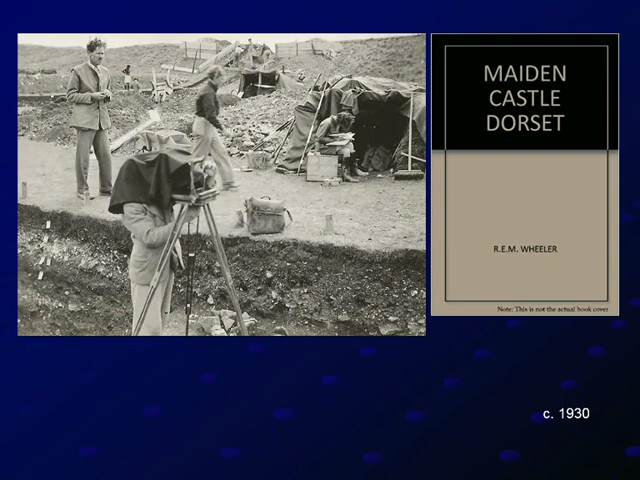 MAIDEN
CASTLE
DORSET
R.E.M. WHEELER
Note: This is not the actual book cover
c. 1930